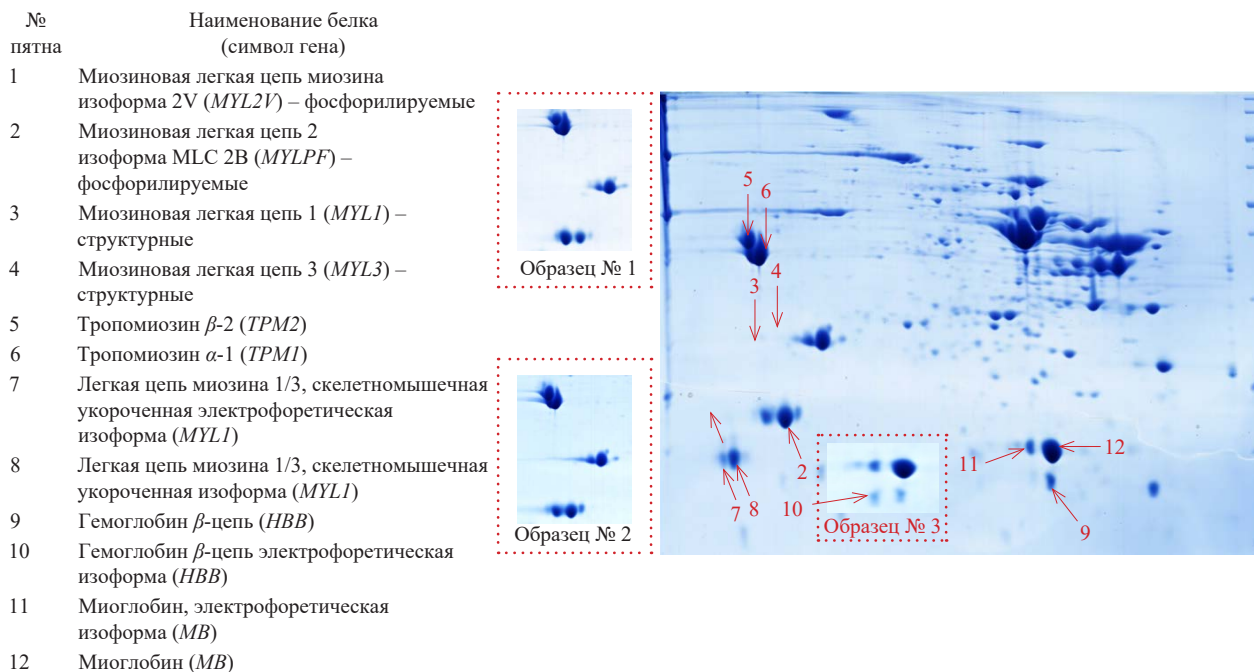 № Наименование белка
пятна (символ гена)
1 Миозиновая легкая цепь миозина
изоформа 2V (MYL2V) – фосфорилируемые
2 Миозиновая легкая цепь 2
изоформа MLC 2B (MYLPF) –
фосфорилируемые
3 Миозиновая легкая цепь 1 (MYL1) –
структурные
4 Миозиновая легкая цепь 3 (MYL3) –
структурные
5 Тропомиозин β-2 (TPM2)
6 Тропомиозин α-1 (TPM1)
7 Легкая цепь миозина 1/3, скелетномышечная
укороченная электрофоретическая
изоформа (MYL1)
8 Легкая цепь миозина 1/3, скелетномышечная
укороченная изоформа (MYL1)
9 Гемоглобин β-цепь (HBB)
10 Гемоглобин β-цепь электрофоретическая
изоформа (HBB)
11 Миоглобин, электрофоретическая
изоформа (MB)
12 Миоглобин (MB)
Образец № 1
Образец № 2
5 6
3 4
7 8 2
10
Образец № 3
11 12
9